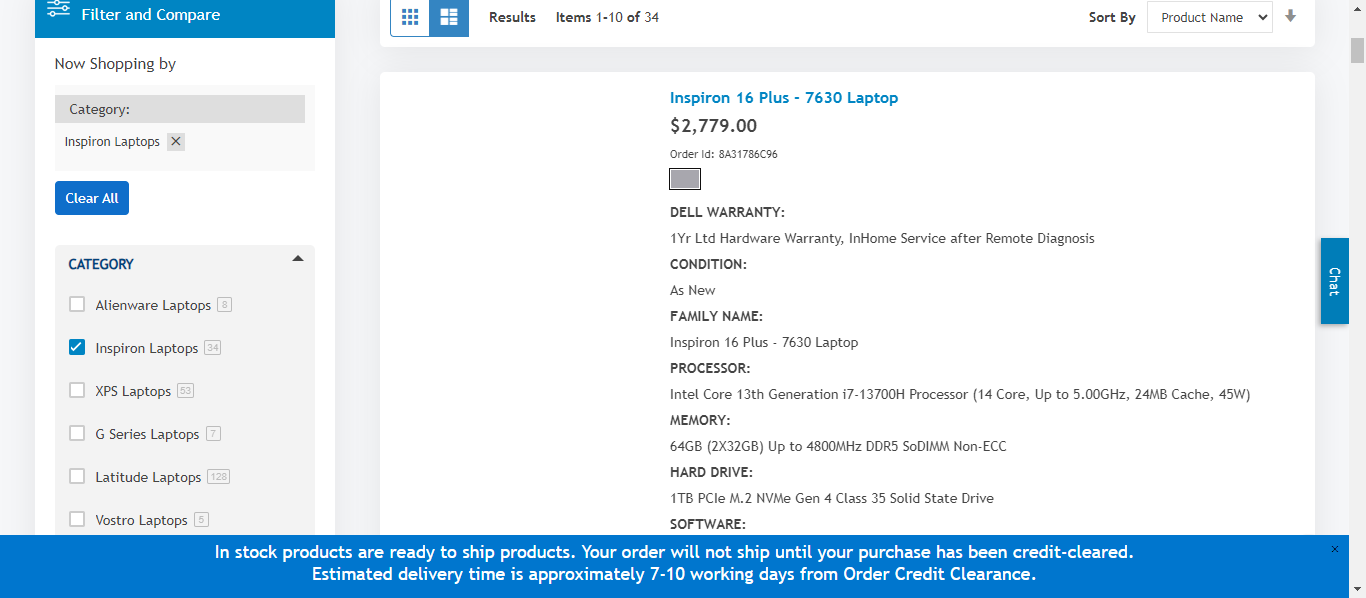 Filter and Compare
Now Shopping by
Category:
Inspiron Laptops
Clear All
CATEGORY
Alienware Laptops 8
Inspiron Laptops 34
XPS Laptops 53
G Series Laptops 7
Latitude Laptops 128
Vostro Laptops 5
Results Items 1-10 of 34
Sort By Product Name
Inspiron 16 Plus - 7630 Laptop
$2,779.00
Order Id: 8A31786C96
DELL WARRANTY:
1Yr Ltd Hardware Warranty, InHome Service after Remote Diagnosis
CONDITION:
As New
FAMILY NAME:
Inspiron 16 Plus - 7630 Laptop
PROCESSOR:
Intel Core 13th Generation i7-13700H Processor (14 Core, Up to 5.00GHz, 24MB Cache, 45W)
MEMORY:
64GB (2X32GB) Up to 4800MHz DDR5 SoDIMM Non-ECC
HARD DRIVE:
1TB PCIe M.2 NVMe Gen 4 Class 35 Solid State Drive
SOFTWARE:
Chat
In stock products are ready to ship products. Your order will not ship until your purchase has been credit-cleared.
Estimated delivery time is approximately 7-10 working days from Order Credit Clearance.